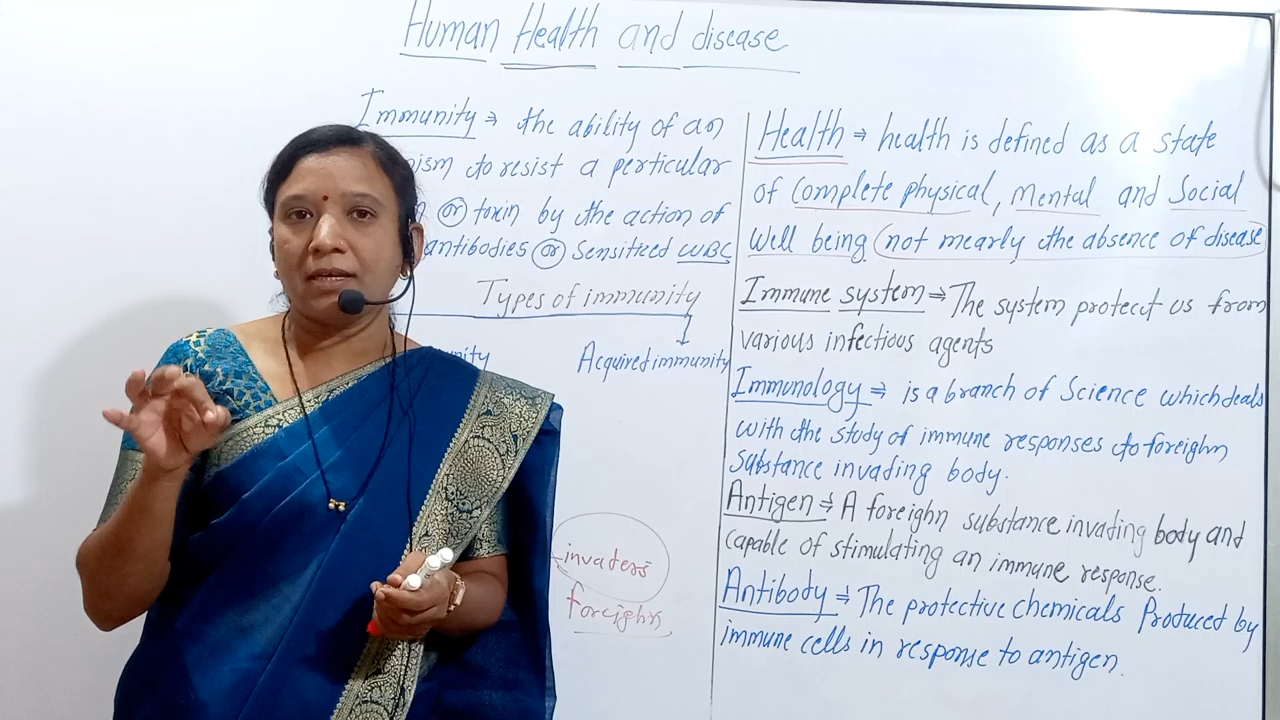 Human Health and disease
Immunity ⇒ the ability of an
nism to resist a perticular
n or toxin by the action of
antibodies or Sensitized WBC
Types of immunity
nity Acquired immunity
invaders
foreighn
Health ⇒ health is defined as a state
of complete physical, Mental and Social
Well being (not mearly the absence of disease)
Immune system ⇒ The system protect us from
various infectious agents
Immunology ⇒ is a branch of Science which deals
with the study of immune responses to foreighn
substance invading body.
Antigen ⇒ A foreighn substance invading body and
capable of stimulating an immune response.
Antibody ⇒ The protective chemicals Produced by
immune cells in response to antigen.